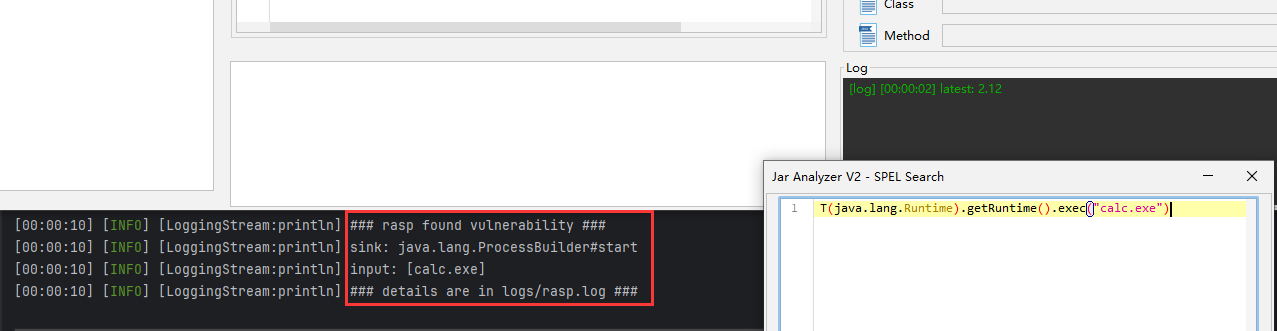 Class
Method
Log
[log] [00:00:02] latest: 2.12
Jar Analyzer V2 - SPEL Search
1 T(java.lang.Runtime).getRuntime().exec("calc.exe")
[00:00:10] [INFO] [LoggingStream:println] ### rasp found vulnerability ###
[00:00:10] [INFO] [LoggingStream:println] sink: java.lang.ProcessBuilder#start
[00:00:10] [INFO] [LoggingStream:println] input: [calc.exe]
[00:00:10] [INFO] [LoggingStream:println] ### details are in logs/rasp.log ###